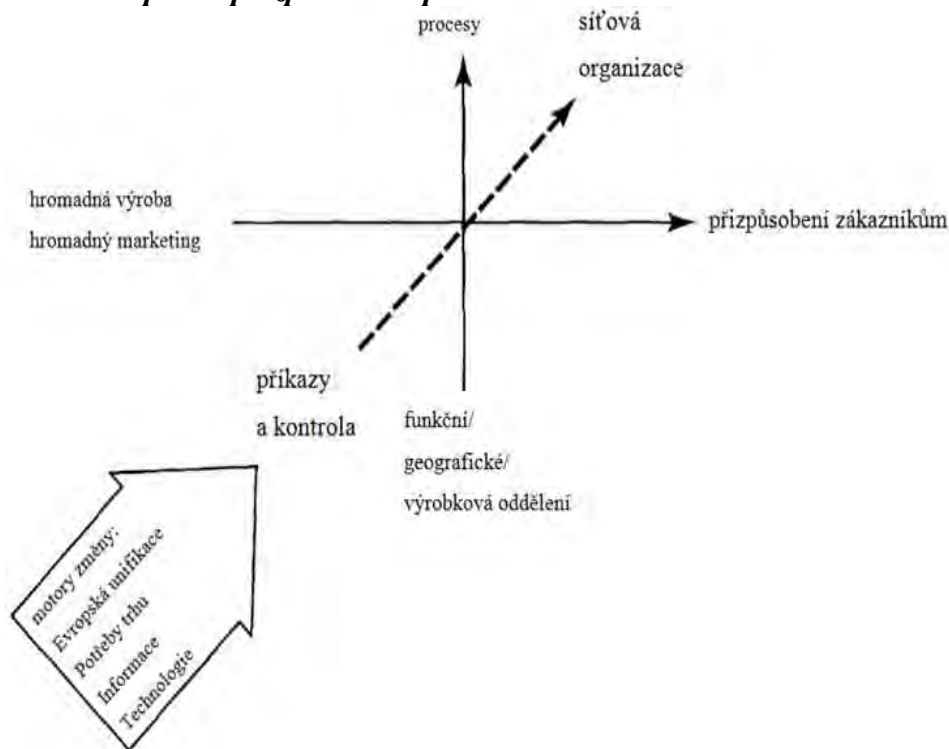 procesy
síťová
organizace
hromadná výroba
hromadný marketing
přizpůsobení zákazníkům
příkazy
a kontrola
funkční/
geografické/
výrobková oddělení
motory změny:
Evropská unifikace
Potřeby trhu
Informace
Technologie